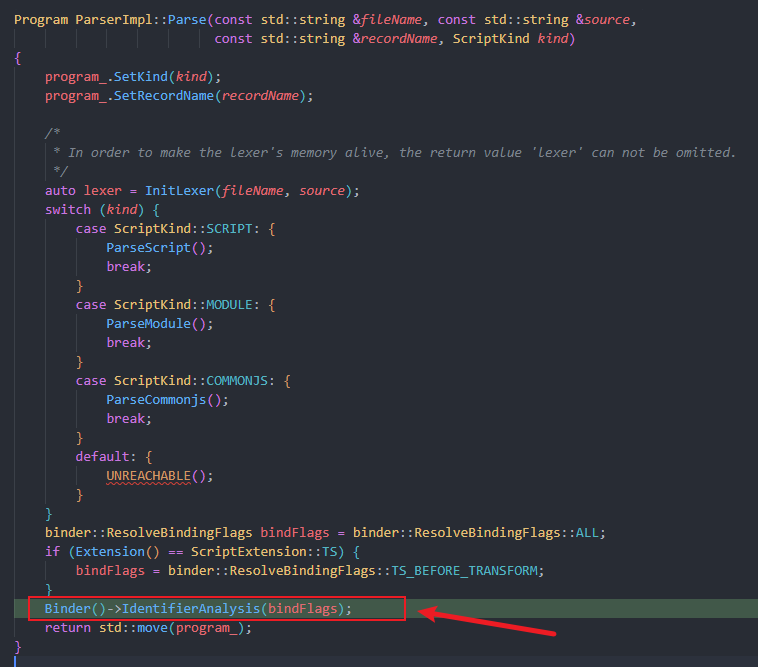 Program ParserImpl::Parse(const std::string &fileName, const std::string &source,
                          const std::string &recordName, ScriptKind kind)
{
    program_.SetKind(kind);
    program_.SetRecordName(recordName);

    /*
     * In order to make the lexer's memory alive, the return value 'lexer' can not be omitted.
     */
    auto lexer = InitLexer(fileName, source);
    switch (kind) {
        case ScriptKind::SCRIPT: {
            ParseScript();
            break;
        }
        case ScriptKind::MODULE: {
            ParseModule();
            break;
        }
        case ScriptKind::COMMONJS: {
            ParseCommonjs();
            break;
        }
        default: {
            UNREACHABLE();
        }
    }
    binder::ResolveBindingFlags bindFlags = binder::ResolveBindingFlags::ALL;
    if (Extension() == ScriptExtension::TS) {
        bindFlags = binder::ResolveBindingFlags::TS_BEFORE_TRANSFORM;
    }
    Binder()->IdentifierAnalysis(bindFlags);
    return std::move(program_);
}